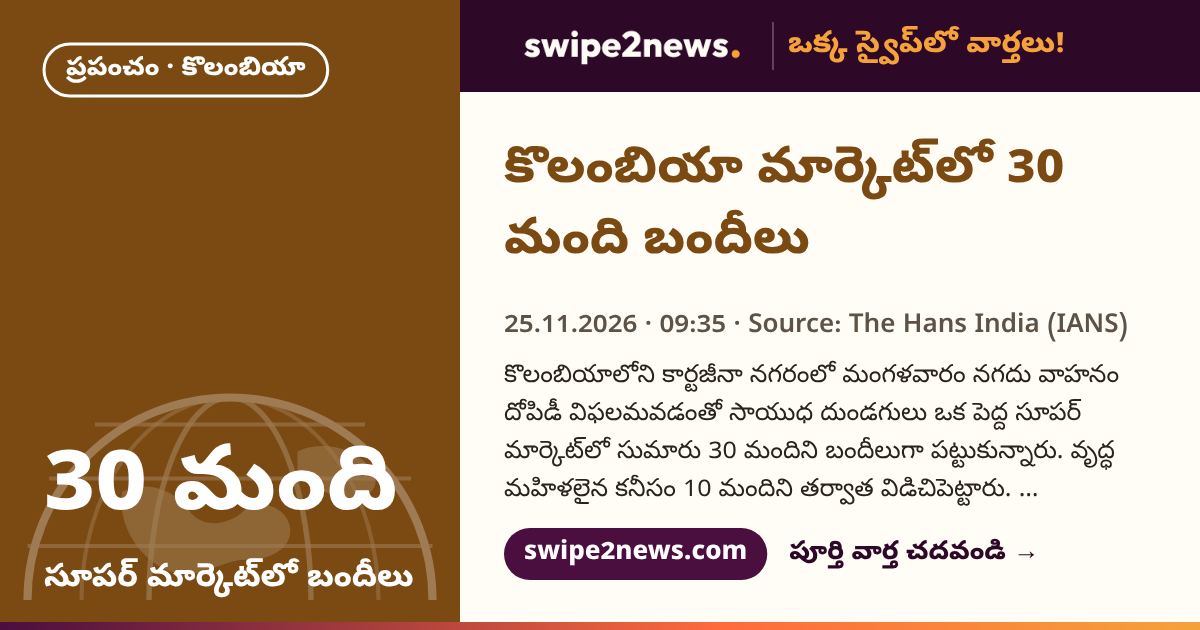 ప్రపంచం · కొలంబియా
30 మంది
సూపర్ మార్కెట్‌లో బందీలు
swipe2news.
ఒక్క స్వైప్‌లో వార్తలు!
కొలంబియా మార్కెట్‌లో 30
మంది బందీలు
25.11.2026 · 09:35 · Source: The Hans India (IANS)
కొలంబియాలోని కార్టజీనా నగరంలో మంగళవారం నగదు వాహనం
దోపిడీ విఫలమవడంతో సాయుధ దుండగులు ఒక పెద్ద సూపర్
మార్కెట్‌లో సుమారు 30 మందిని బందీలుగా పట్టుకున్నారు. వృద్ధ
మహిళలైన కనీసం 10 మందిని తర్వాత విడిచిపెట్టారు. ...
swipe2news.com
పూర్తి వార్త చదవండి →